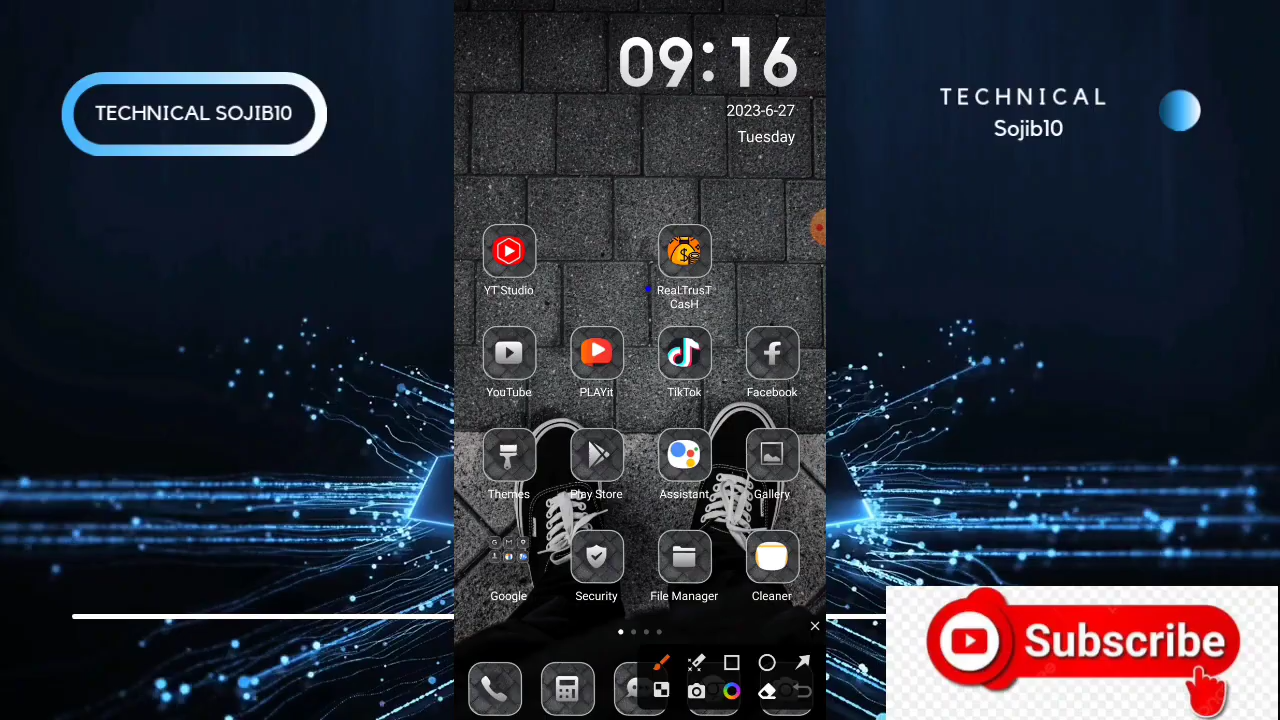 TECHNICAL SOJIB10
TECHNICAL
Sojib10
09:16
2023-6-27
Tuesday
YT Studio
ReaLTrusT
CasH
YouTube
PLAYit
TikTok
Facebook
Themes
Play Store
Assistant
Gallery
Google
Security
File Manager
Cleaner
Subscribe